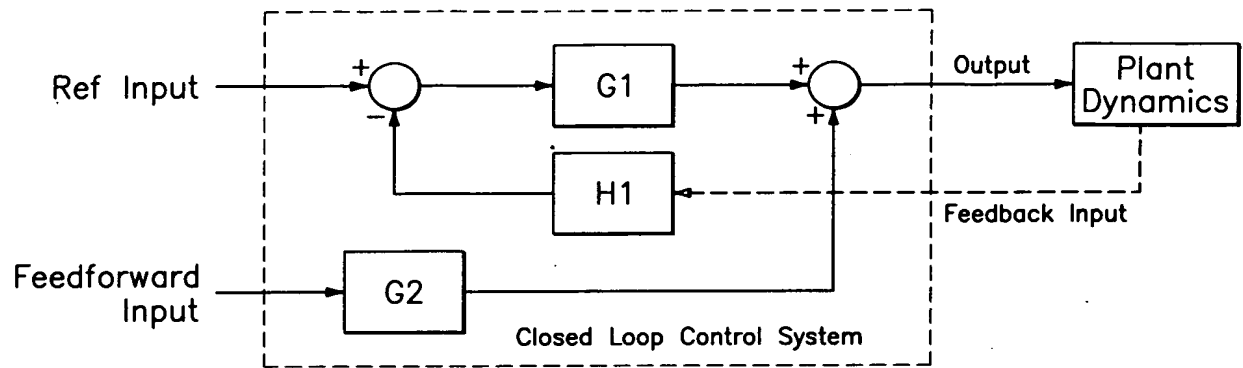 Ref Input
+
−
G1
+
+
Output
Plant
Dynamics
H1
Feedback Input
Feedforward
Input
G2
Closed Loop Control System